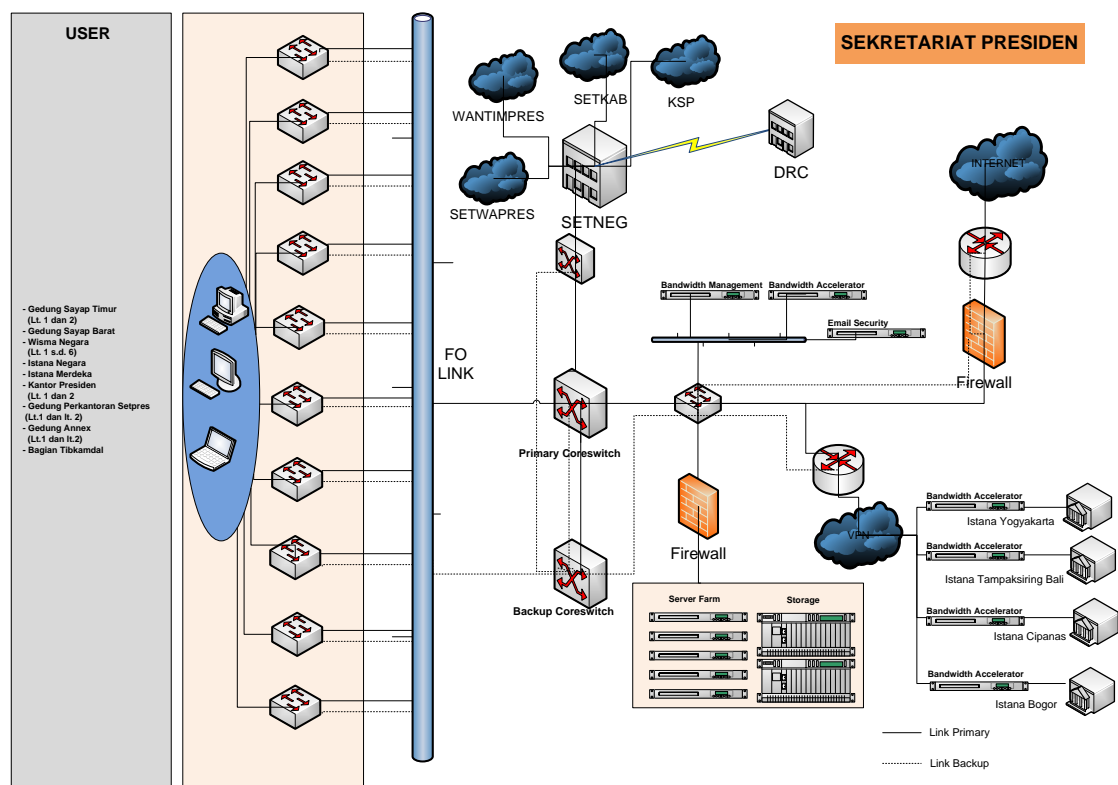 USER
SEKRETARIAT PRESIDEN
- Gedung Sayap Timur
(Lt. 1 dan 2)
- Gedung Sayap Barat
- Wisma Negara
(Lt. 1 s.d. 6)
- Istana Negara
- Istana Merdeka
- Kantor Presiden
(Lt. 1 dan 2
- Gedung Perkantoran Setpres
(Lt.1 dan lt. 2)
- Gedung Annex
(Lt.1 dan lt.2)
- Bagian Tibkamdal
FO
LINK
WANTIMPRES
SETKAB
KSP
SETWAPRES
SETNEG
DRC
INTERNET
Bandwidth Management
Bandwidth Accelerator
Email Security
Firewall
Primary Coreswitch
Firewall
Backup Coreswitch
VPN
Server Farm
Storage
Bandwidth Accelerator
Istana Yogyakarta
Bandwidth Accelerator
Istana Tampaksiring Bali
Bandwidth Accelerator
Istana Cipanas
Bandwidth Accelerator
Istana Bogor
Link Primary
Link Backup